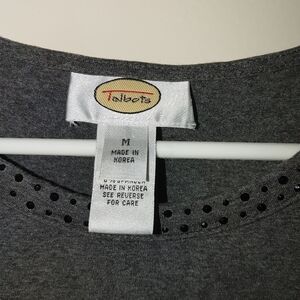 Talbots
M
MADE IN
KOREA
MADE IN KOREA
SEE REVERSE
FOR CARE